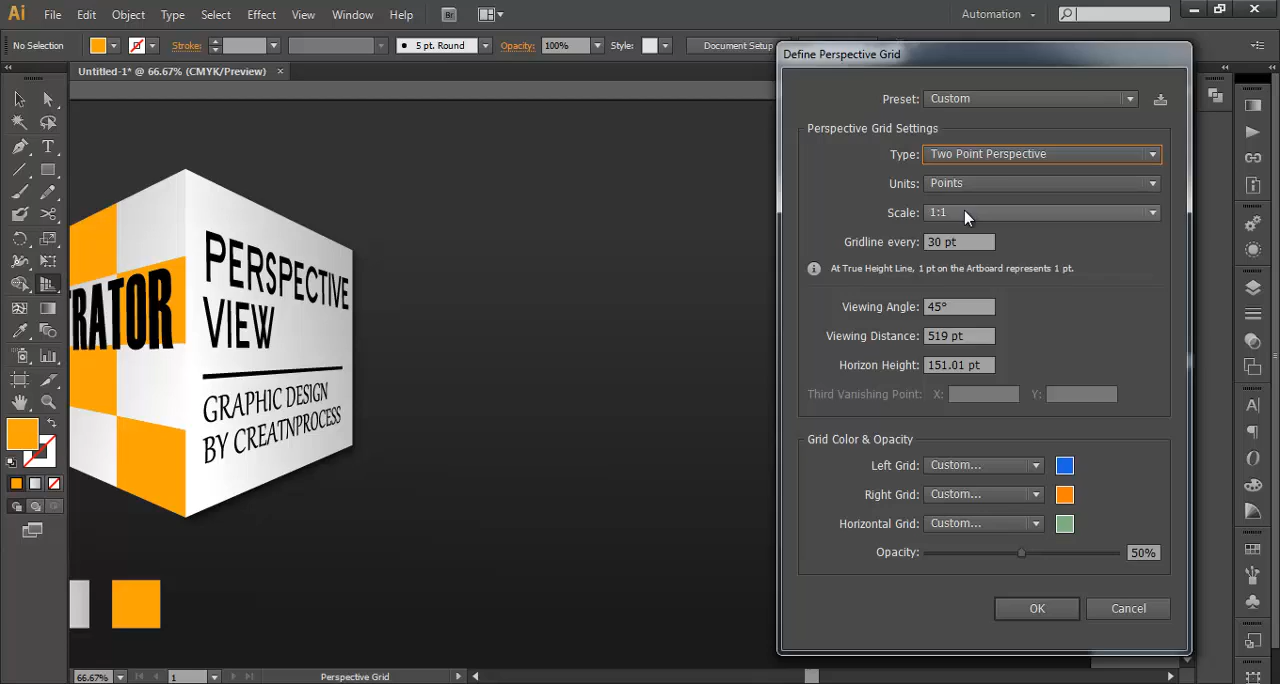 Ai File Edit Object Type Select Effect View Window Help Br Automation
No Selection Stroke: 5 pt. Round Opacity: 100% Style: Document Setup
Untitled-1* @ 66.67% (CMYK/Preview) ×
Define Perspective Grid
Preset: Custom
Perspective Grid Settings
Type: Two Point Perspective
Units: Points
Scale: 1:1
Gridline every: 30 pt
At True Height Line, 1 pt on the Artboard represents 1 pt.
Viewing Angle: 45°
Viewing Distance: 519 pt
Horizon Height: 151.01 pt
Third Vanishing Point: X: Y:
Grid Color & Opacity
Left Grid: Custom...
Right Grid: Custom...
Horizontal Grid: Custom...
Opacity: 50%
OK Cancel
RATOR
PERSPECTIVE
VIEW
GRAPHIC DESIGN
BY CREATNPROCESS
66.67% 1 Perspective Grid